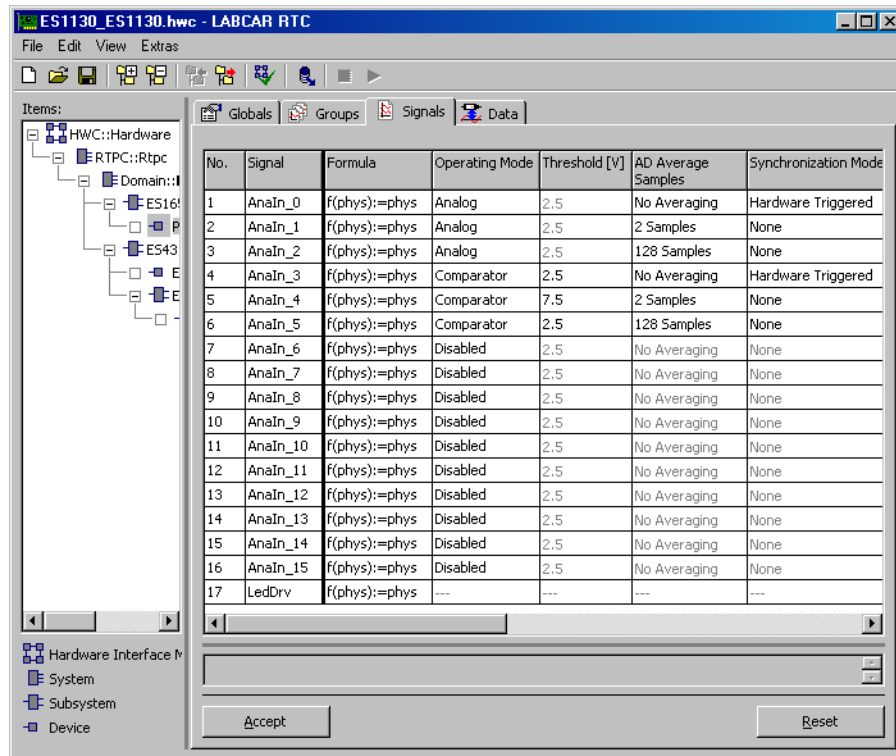 ES1130_ES1130.hwc - LABCAR RTC
File Edit View Extras
Items:
HWC::Hardware
RTPC::Rtpc
Domain::
ES16
P
ES43
E
E
Globals Groups Signals Data
No. Signal Formula Operating Mode Threshold [V] AD Average Samples Synchronization Mode
1 AnaIn_0 f(phys):=phys Analog 2.5 No Averaging Hardware Triggered
2 AnaIn_1 f(phys):=phys Analog 2.5 2 Samples None
3 AnaIn_2 f(phys):=phys Analog 2.5 128 Samples None
4 AnaIn_3 f(phys):=phys Comparator 2.5 No Averaging Hardware Triggered
5 AnaIn_4 f(phys):=phys Comparator 7.5 2 Samples None
6 AnaIn_5 f(phys):=phys Comparator 2.5 128 Samples None
7 AnaIn_6 f(phys):=phys Disabled 2.5 No Averaging None
8 AnaIn_7 f(phys):=phys Disabled 2.5 No Averaging None
9 AnaIn_8 f(phys):=phys Disabled 2.5 No Averaging None
10 AnaIn_9 f(phys):=phys Disabled 2.5 No Averaging None
11 AnaIn_10 f(phys):=phys Disabled 2.5 No Averaging None
12 AnaIn_11 f(phys):=phys Disabled 2.5 No Averaging None
13 AnaIn_12 f(phys):=phys Disabled 2.5 No Averaging None
14 AnaIn_13 f(phys):=phys Disabled 2.5 No Averaging None
15 AnaIn_14 f(phys):=phys Disabled 2.5 No Averaging None
16 AnaIn_15 f(phys):=phys Disabled 2.5 No Averaging None
17 LedDrv f(phys):=phys --- --- --- ---
Hardware Interface
System
Subsystem
Device
Accept Reset